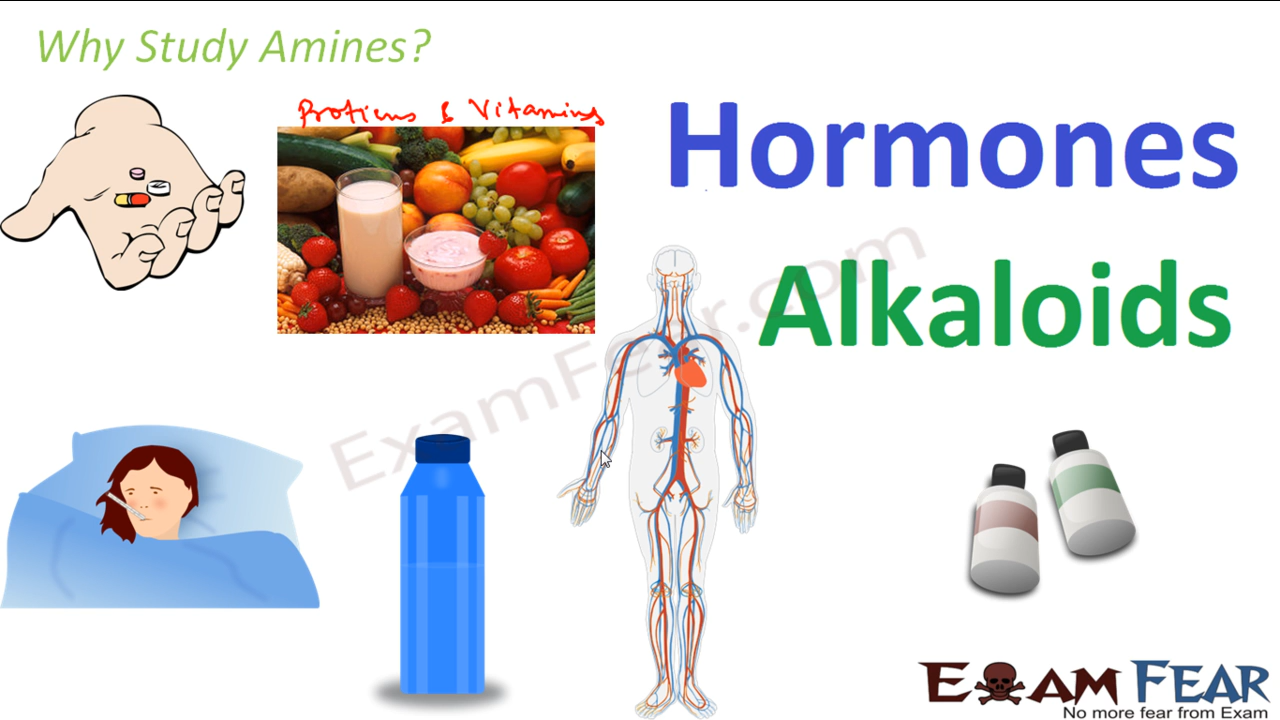 Why Study Amines?
Protiens & Vitamins
Hormones
Alkaloids
ExamFear.com
EXAM FEAR
No more fear from Exam